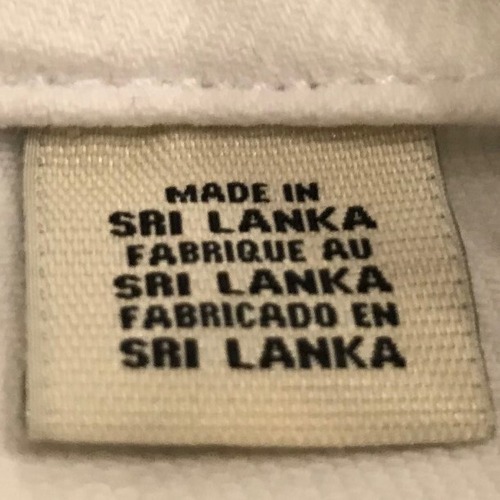 MADE IN
SRI LANKA
FABRIQUE AU
SRI LANKA
FABRICADO EN
SRI LANKA